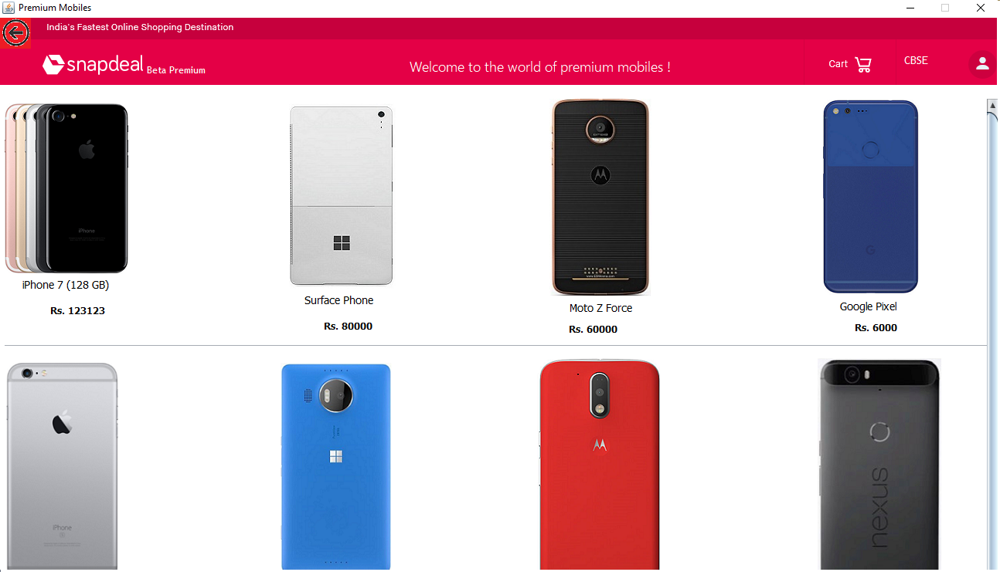 Premium Mobiles
India's Fastest Online Shopping Destination
snapdeal Beta Premium
Welcome to the world of premium mobiles !
Cart
CBSE
iPhone
G
iPhone 7 (128 GB)
Rs. 123123
Surface Phone
Rs. 80000
Moto Z Force
Rs. 60000
Google Pixel
Rs. 6000
iPhone
S
nexus